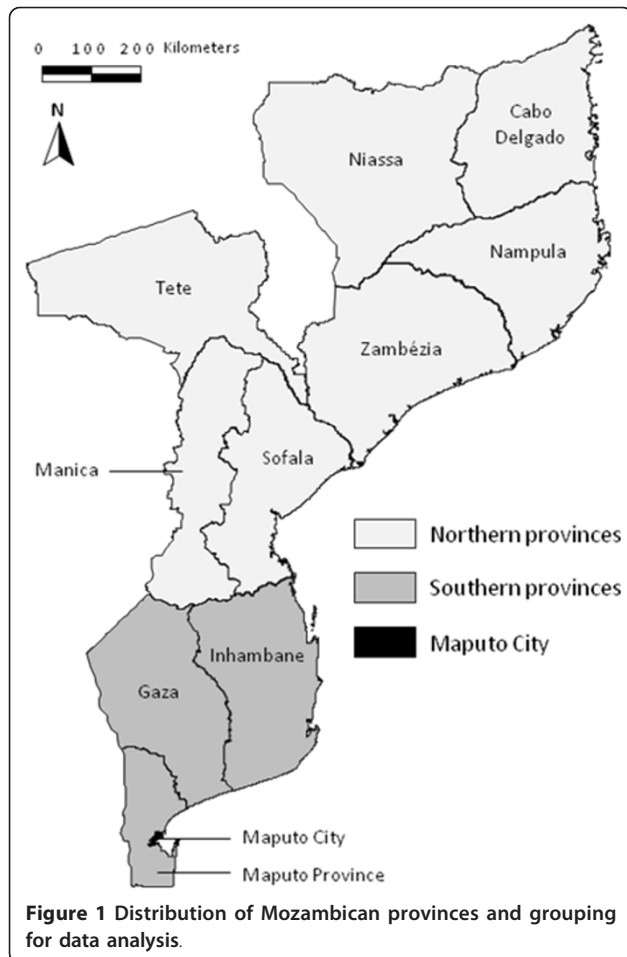 0 100 200 Kilometers
N
Cabo
Delgado
Niassa
Nampula
Tete
Zambézia
Manica
Sofala
Northern provinces
Southern provinces
Maputo City
Inhambane
Gaza
Maputo City
Maputo Province
Figure 1 Distribution of Mozambican provinces and grouping
for data analysis.